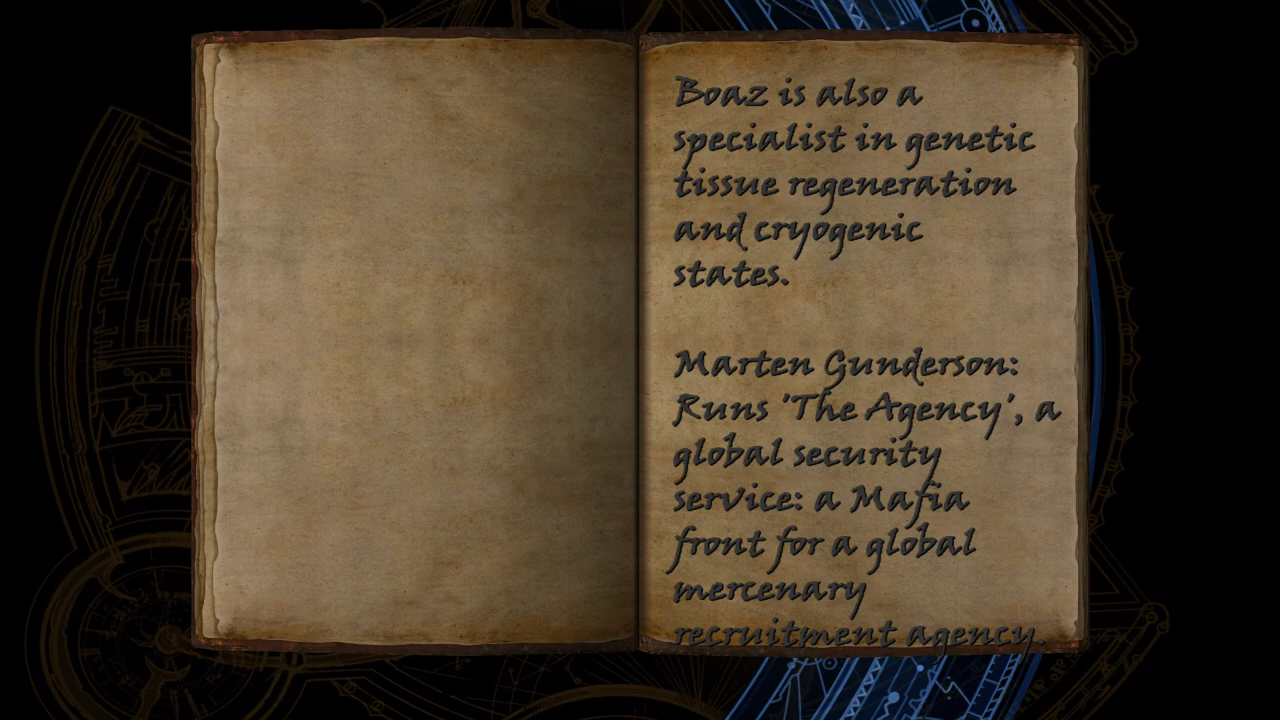 Boaz is also a
specialist in genetic
tissue regeneration
and cryogenic
states.
Marten Gunderson:
Runs 'The Agency', a
global security
service: a Mafia
front for a global
mercenary
recruitment agency.